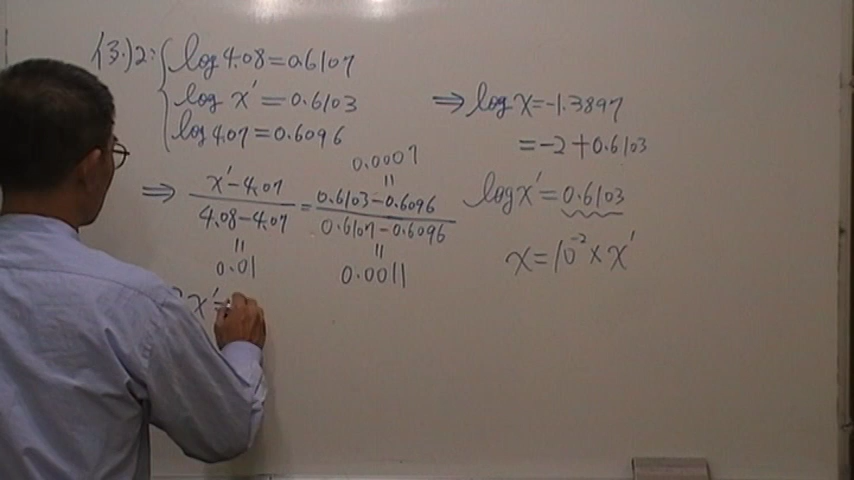 (3.)2: { log 4.08 = 0.6107
log x' = 0.6103
log 4.07 = 0.6096
0.0007
||
⇒ (x' - 4.07)/(4.08 - 4.07) = (0.6103 - 0.6096)/(0.6107 - 0.6096)
|| ||
0.01 0.0011
x' =
⇒ log x = -1.3897
= -2 + 0.6103
log x' = 0.6103
x = 10^-2 × x'